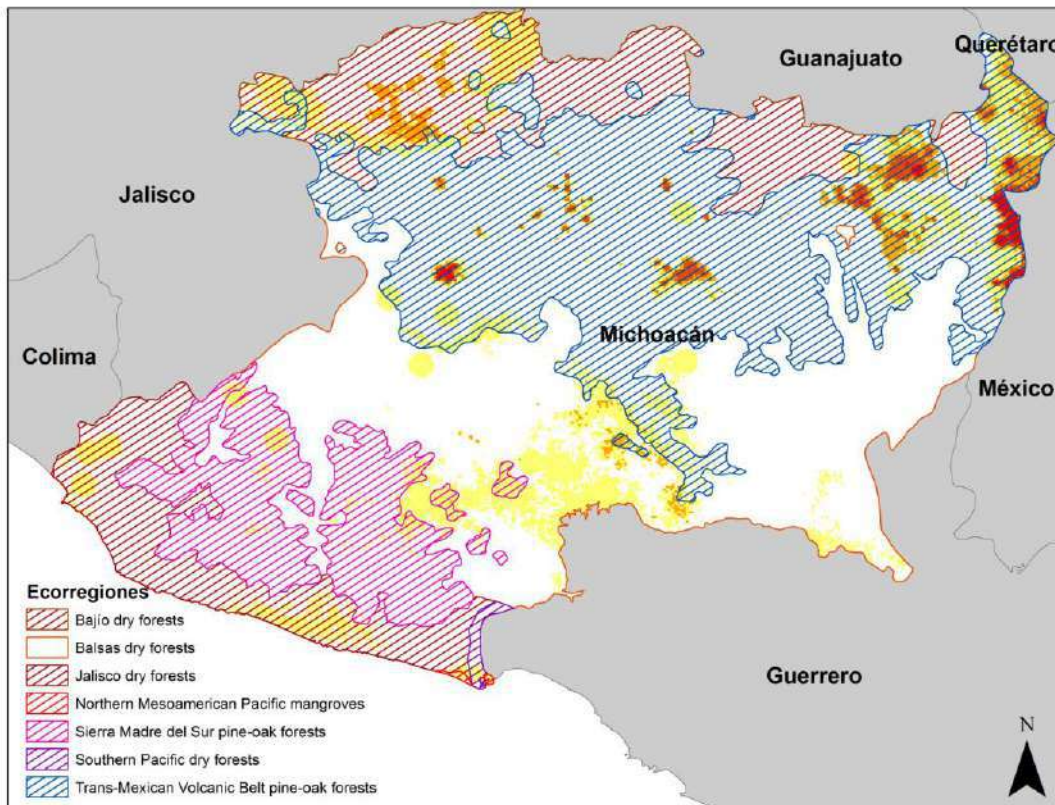 Guanajuato
Querétaro
Jalisco
Michoacán
Colima
México
Guerrero
Ecorregiones
Bajío dry forests
Balsas dry forests
Jalisco dry forests
Northern Mesoamerican Pacific mangroves
Sierra Madre del Sur pine-oak forests
Southern Pacific dry forests
Trans-Mexican Volcanic Belt pine-oak forests
N